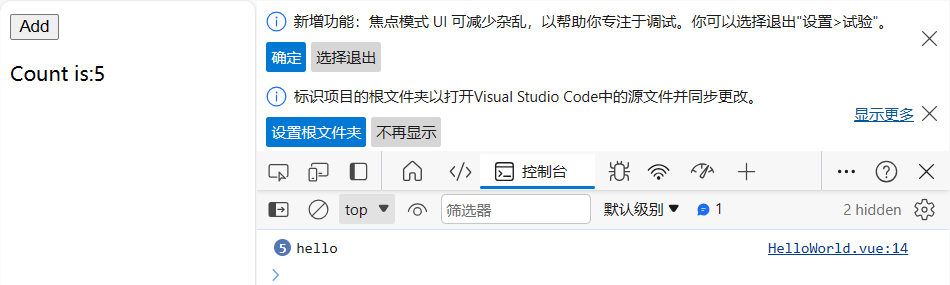 Add
Count is:5
新增功能：焦点模式 UI 可减少杂乱，以帮助你专注于调试。你可以选择退出"设置>试验"。
确定 选择退出
标识项目的根文件夹以打开Visual Studio Code中的源文件并同步更改。
显示更多
设置根文件夹 不再显示
控制台
top 筛选器 默认级别 1 2 hidden
5 hello HelloWorld.vue:14